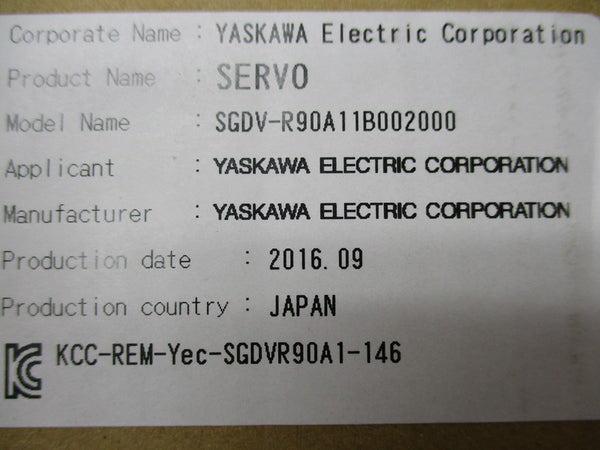 Corporate Name : YASKAWA Electric Corporation
Product Name : SERVO
Model Name : SGDV-R90A11B002000
Applicant : YASKAWA ELECTRIC CORPORATION
Manufacturer : YASKAWA ELECTRIC CORPORATION
Production date : 2016.09
Production country : JAPAN
KC KCC-REM-Yec-SGDVR90A1-146